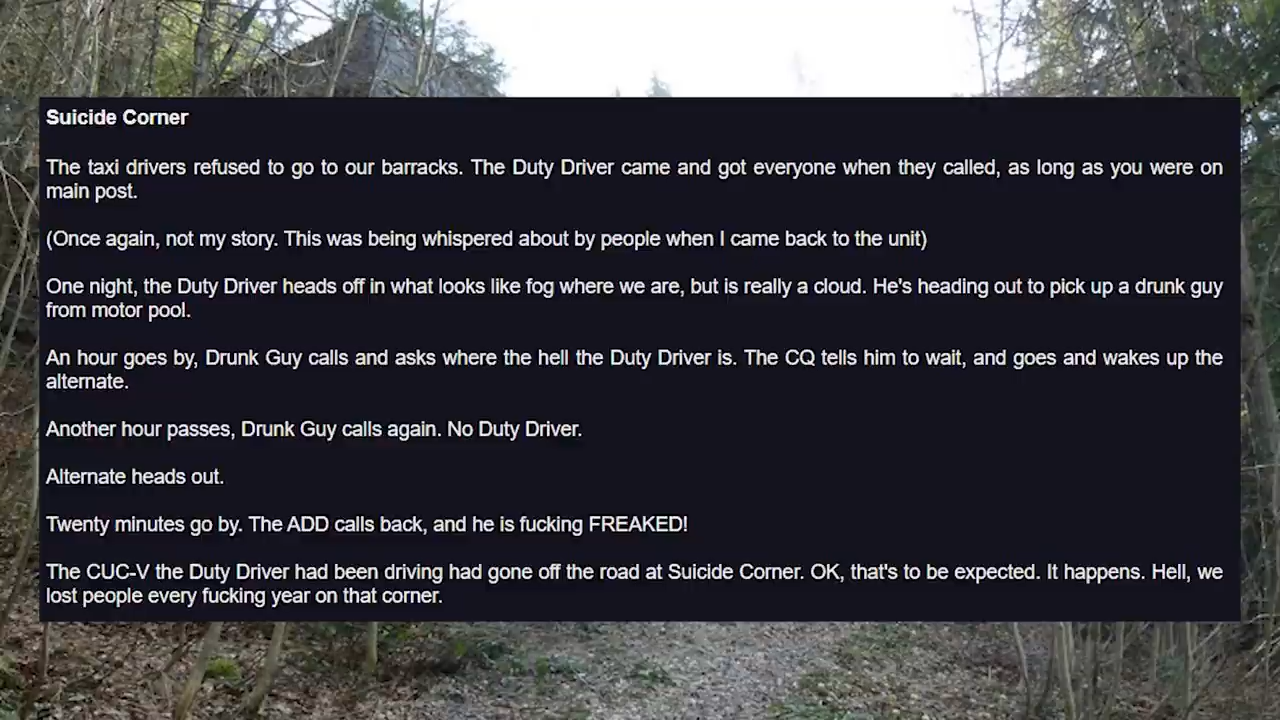 Suicide Corner
The taxi drivers refused to go to our barracks. The Duty Driver came and got everyone when they called, as long as you were on
main post.
(Once again, not my story. This was being whispered about by people when I came back to the unit)
One night, the Duty Driver heads off in what looks like fog where we are, but is really a cloud. He's heading out to pick up a drunk guy
from motor pool.
An hour goes by, Drunk Guy calls and asks where the hell the Duty Driver is. The CQ tells him to wait, and goes and wakes up the
alternate.
Another hour passes, Drunk Guy calls again. No Duty Driver.
Alternate heads out.
Twenty minutes go by. The ADD calls back, and he is fucking FREAKED!
The CUC-V the Duty Driver had been driving had gone off the road at Suicide Corner. OK, that's to be expected. It happens. Hell, we
lost people every fucking year on that corner.